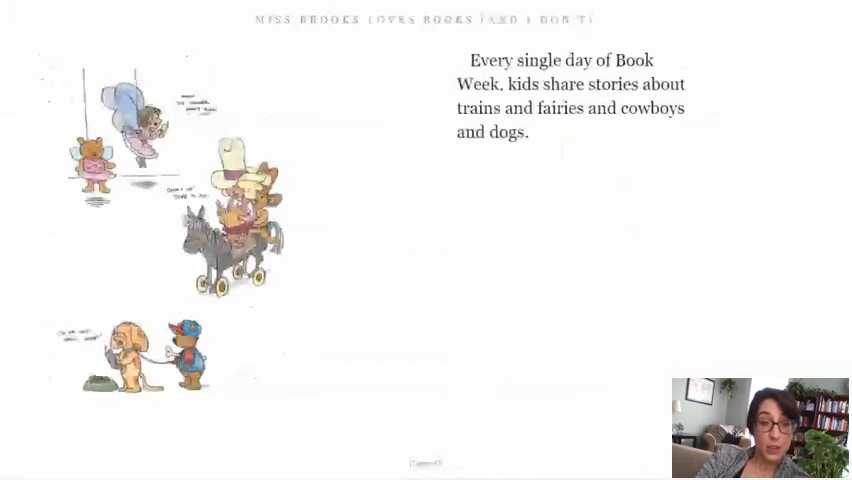 MISS BROOKS LOVES BOOKS (AND I DON'T)
Every single day of Book
Week, kids share stories about
trains and fairies and cowboys
and dogs.